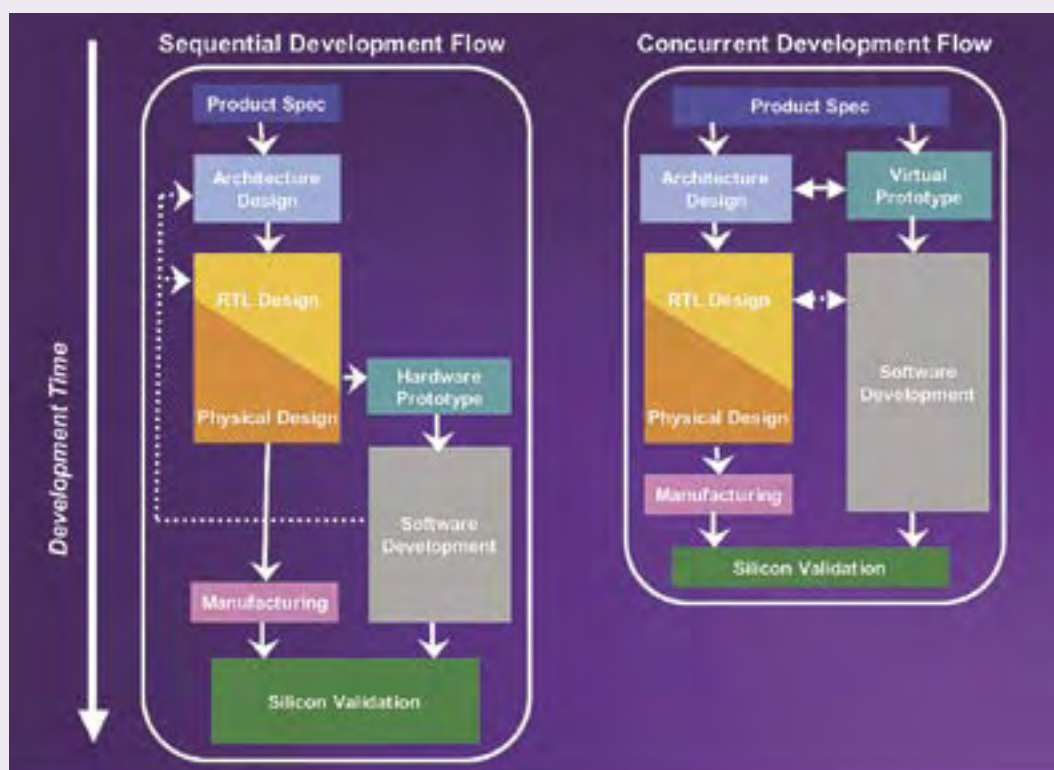 Sequential Development Flow
Product Spec
Architecture
Design
RTL Design
Physical Design
Hardware
Prototype
Software
Development
Manufacturing
Silicon Validation
Concurrent Development Flow
Product Spec
Architecture
Design
Virtual
Prototype
RTL Design
Physical Design
Software
Development
Manufacturing
Silicon Validation
Development Time